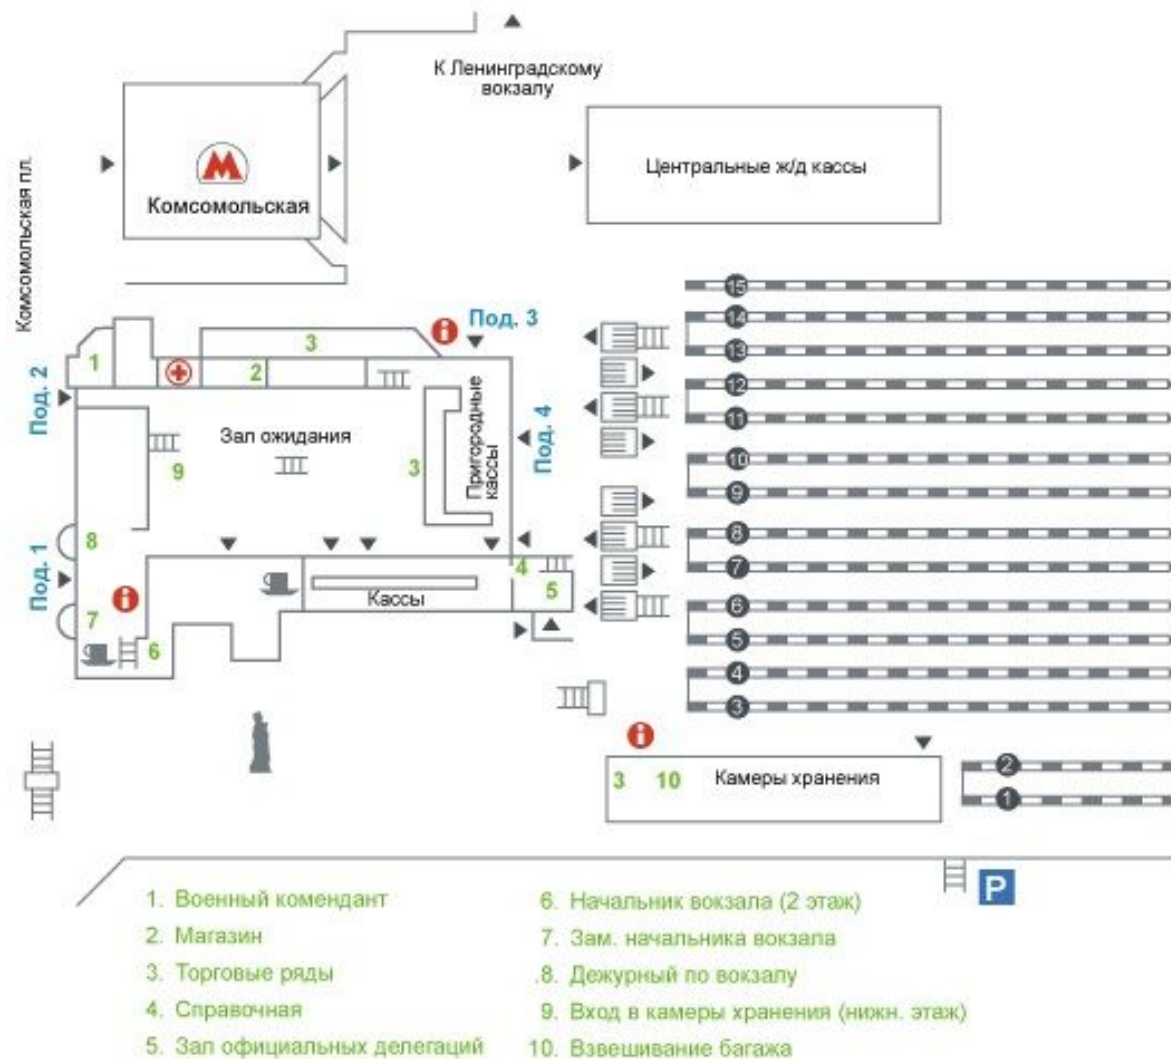 К Ленинградскому
вокзалу
Комсомольская пл.
М
Комсомольская
Центральные ж/д кассы
15
14
13
12
11
10
9
8
7
6
5
4
3
2
1
i
Под. 3
3
1
2
Под. 2
Зал ожидания
9
3
Пригородные
кассы
Под. 4
8
Под. 1
i
7
6
4
5
Кассы
i
3
10
Камеры хранения
P
1. Военный комендант
2. Магазин
3. Торговые ряды
4. Справочная
5. Зал официальных делегаций
6. Начальник вокзала (2 этаж)
7. Зам. начальника вокзала
.8. Дежурный по вокзалу
9. Вход в камеры хранения (нижн. этаж)
10. Взвешивание багажа